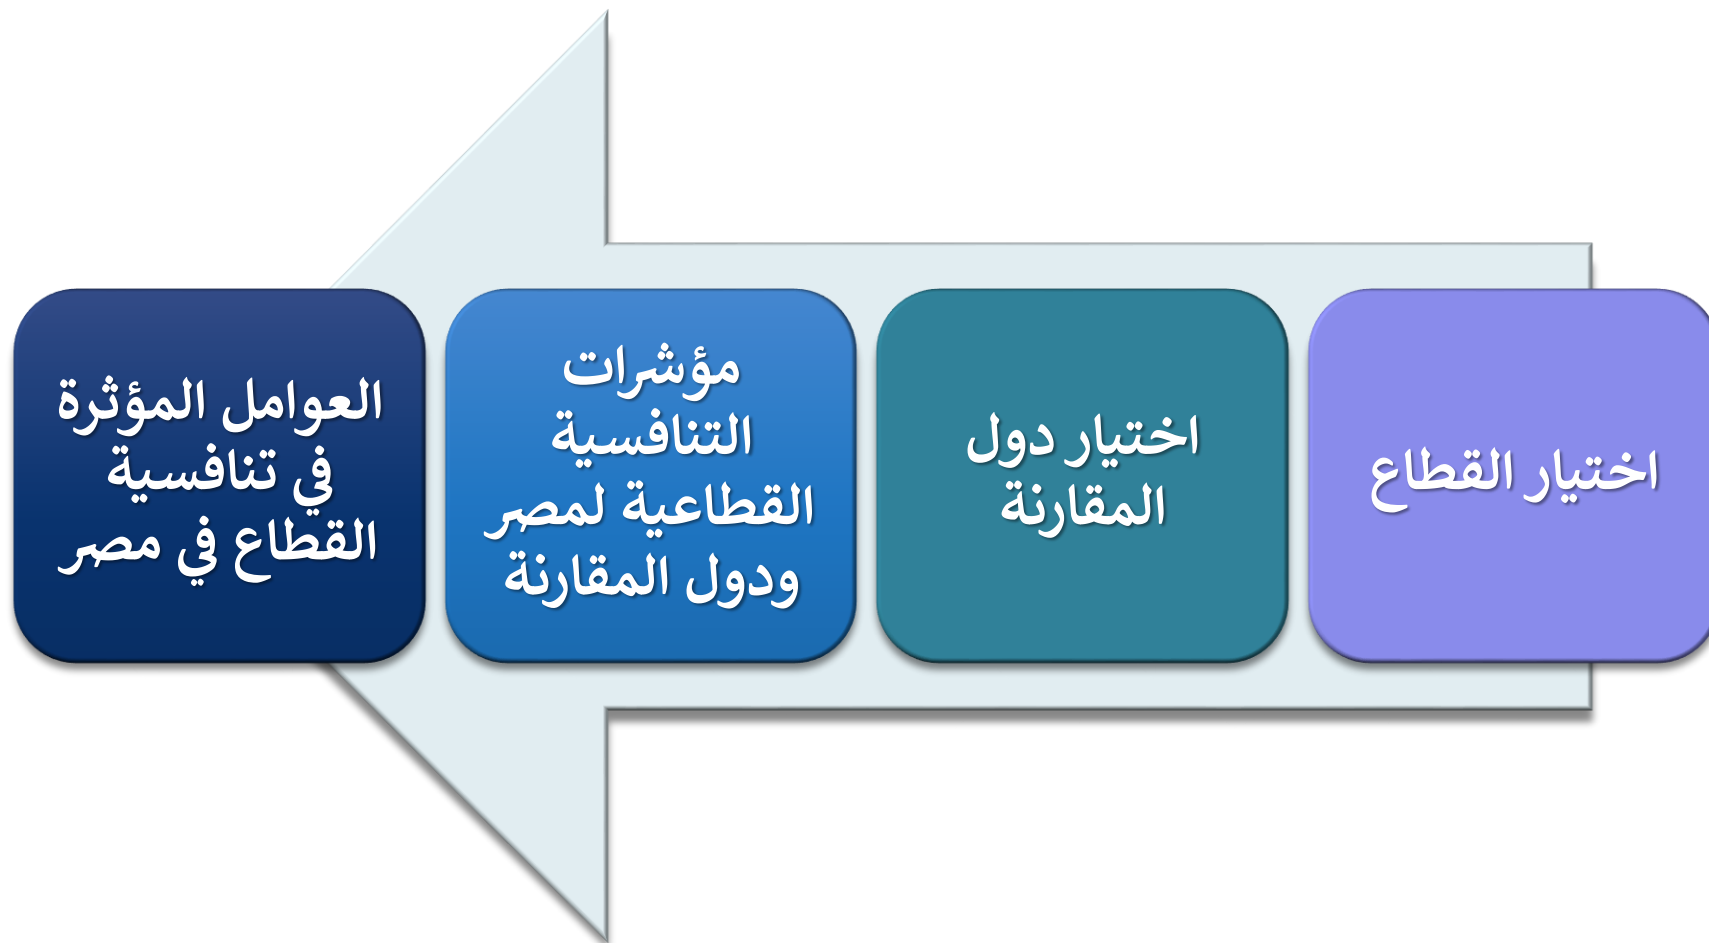 اختيار القطاع
اختيار دول
المقارنة
مؤشرات
التنافسية
القطاعية لمصر
ودول المقارنة
العوامل المؤثرة
في تنافسية
القطاع في مصر